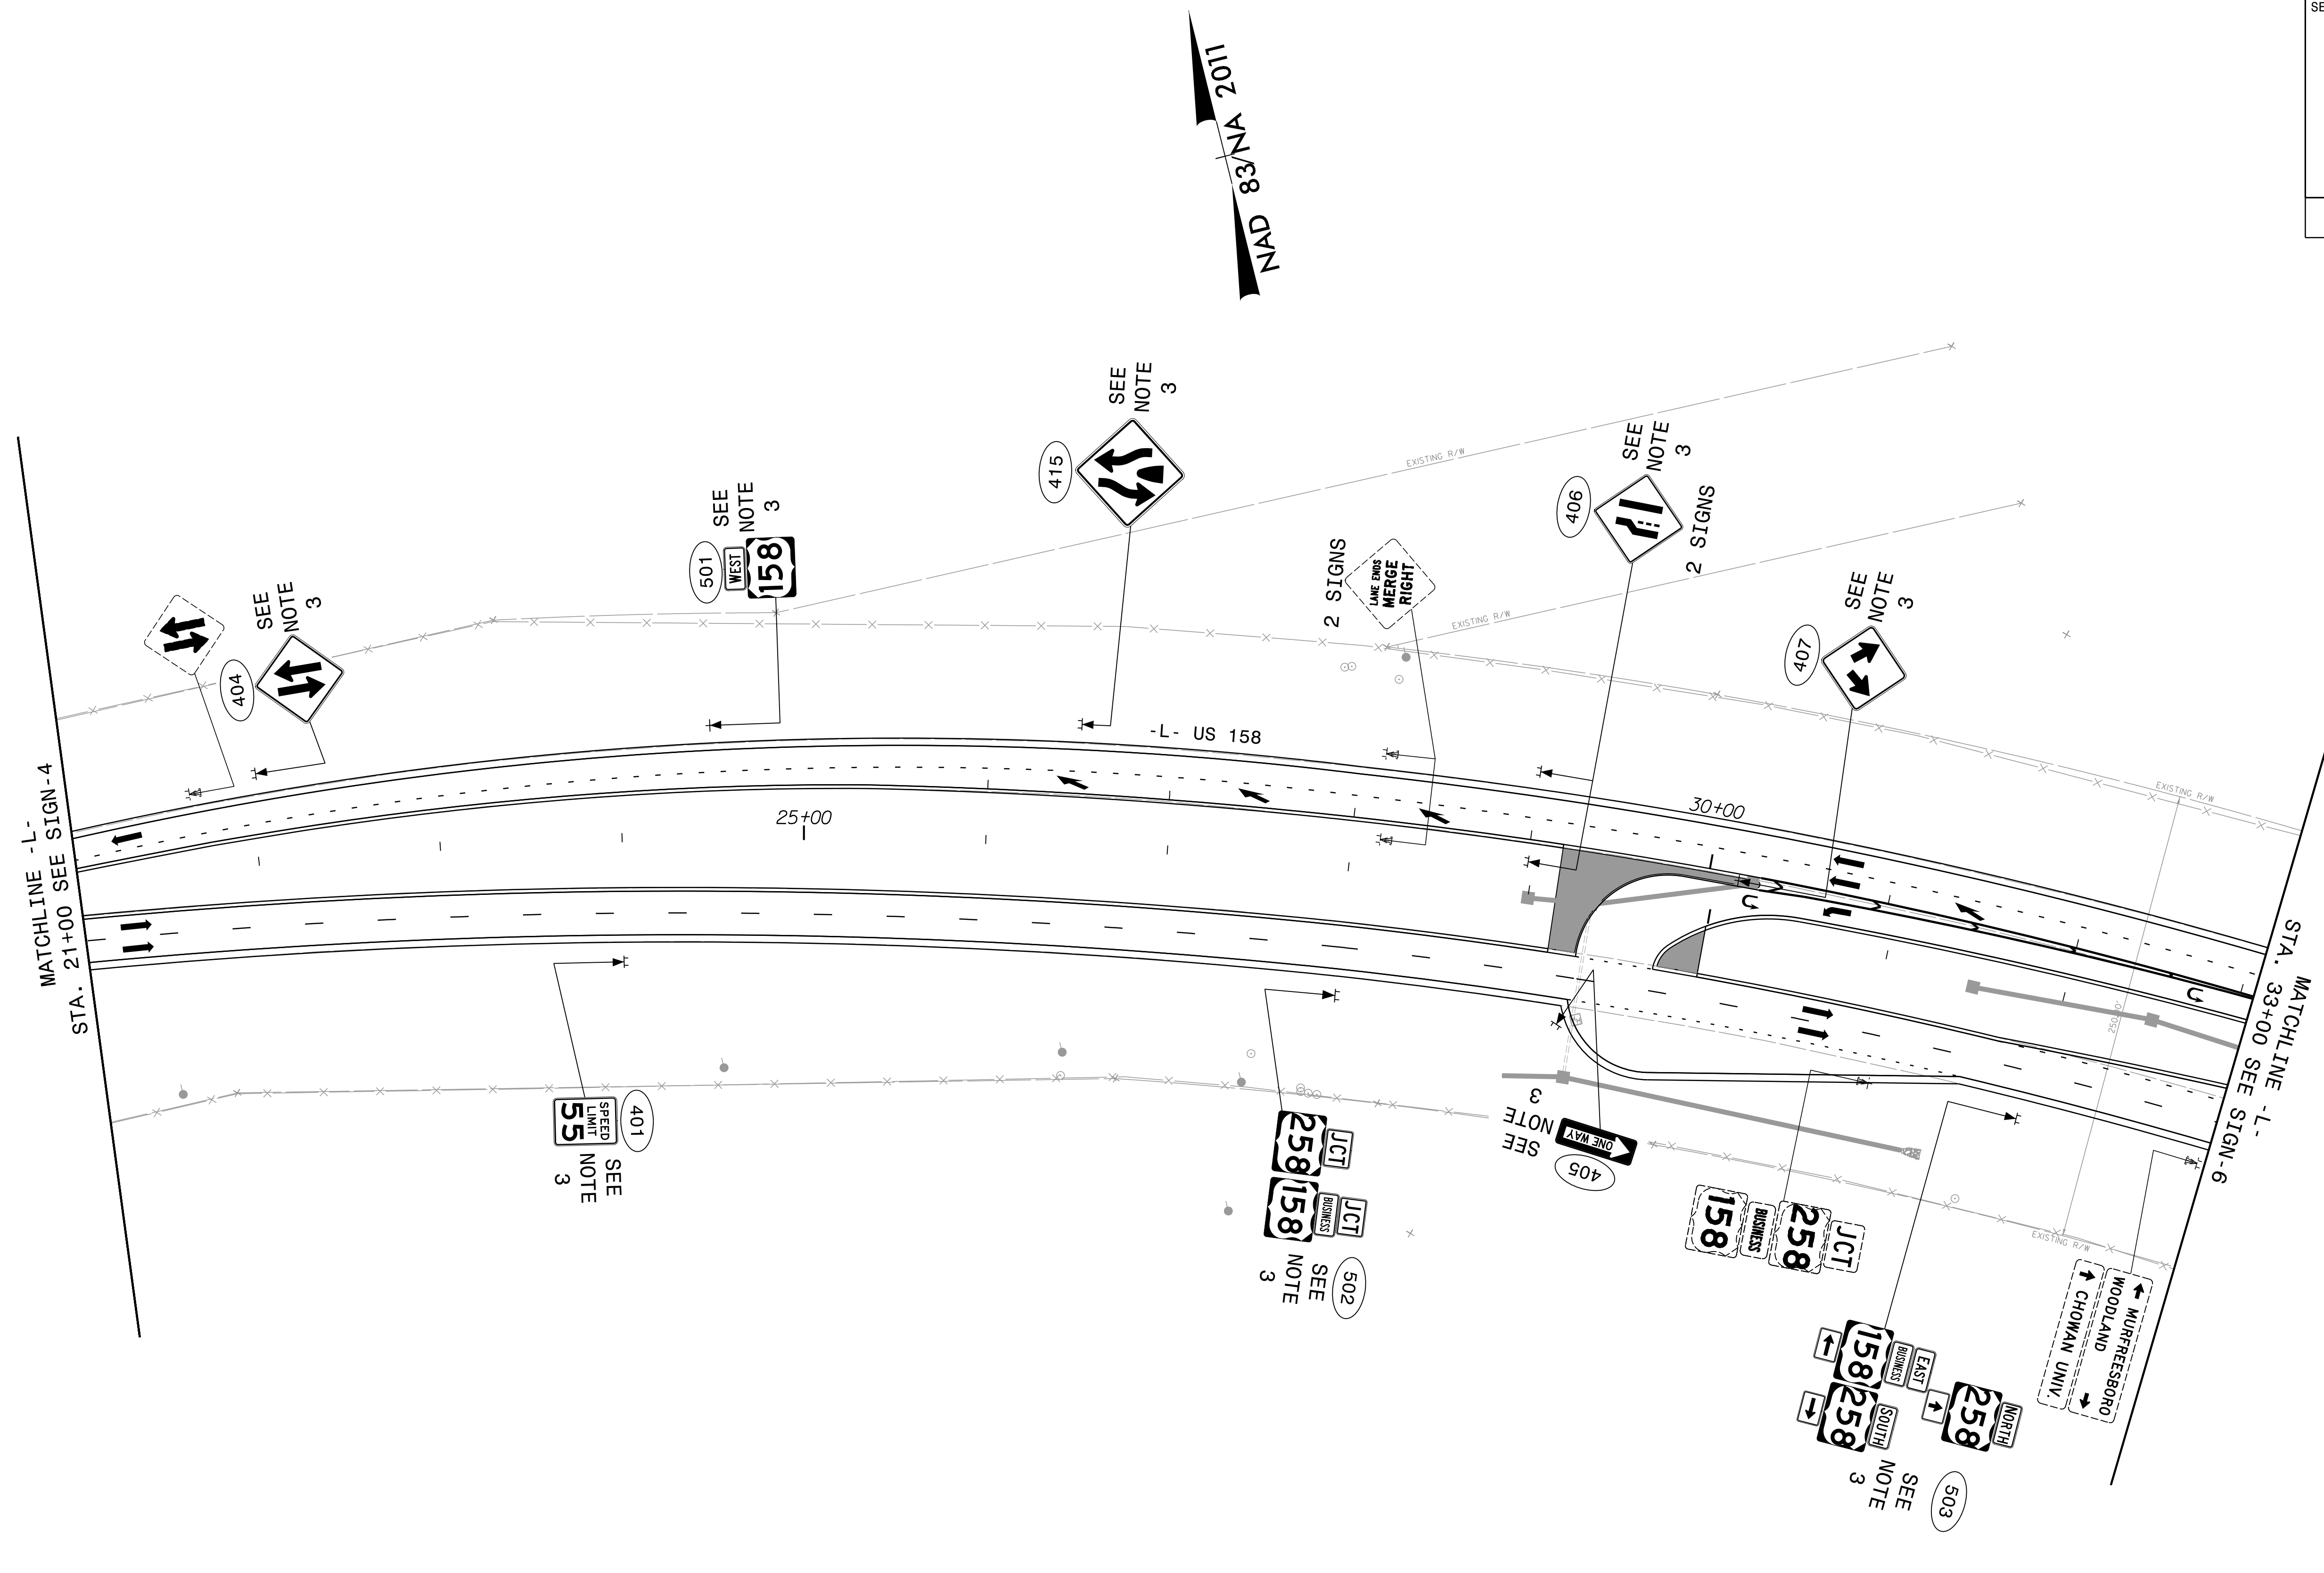 SE
NAD 83/NA 2011
SEE
NOTE
3
415
EXISTING R/W
SEE
NOTE
3
406
2 SIGNS
SEE
NOTE
3
501
WEST
158
2 SIGNS
LANE ENDS
MERGE
RIGHT
EXISTING R/W
SEE
NOTE
3
407
SEE
NOTE
3
404
-L- US 158
30+00
EXISTING R/W
25+00
MATCHLINE -L-
STA. 21+00 SEE SIGN-4
MATCHLINE -L-
STA. 33+00 SEE SIGN-6
SPEED
LIMIT
55
401
SEE
NOTE
3
JCT
258
JCT
BUSINESS
158
502
SEE
NOTE
3
ONE WAY
405
SEE
NOTE
3
JCT
258
BUSINESS
158
EXISTING R/W
MURFREESBORO
WOODLAND
CHOWAN UNIV.
EAST
BUSINESS
158
NORTH
258
SOUTH
258
503
SEE
NOTE
3